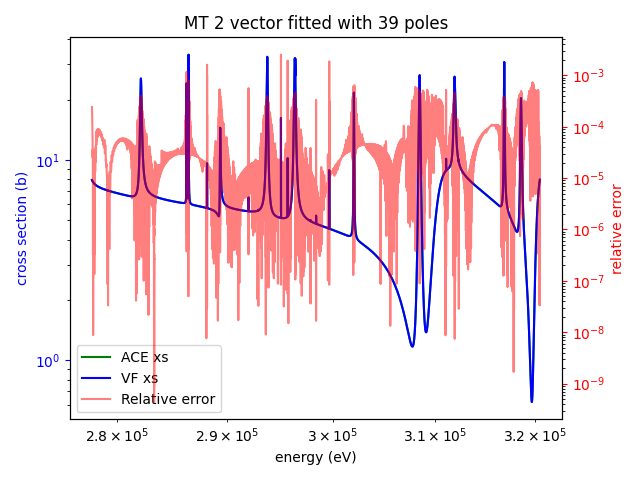 MT 2 vector fitted with 39 poles
cross section (b)
10¹
10⁰
10⁻³
10⁻⁴
10⁻⁵
10⁻⁶
10⁻⁷
10⁻⁸
10⁻⁹
relative error
ACE xs
VF xs
Relative error
2.8 × 10⁵ 2.9 × 10⁵ 3 × 10⁵ 3.1 × 10⁵ 3.2 × 10⁵
energy (eV)